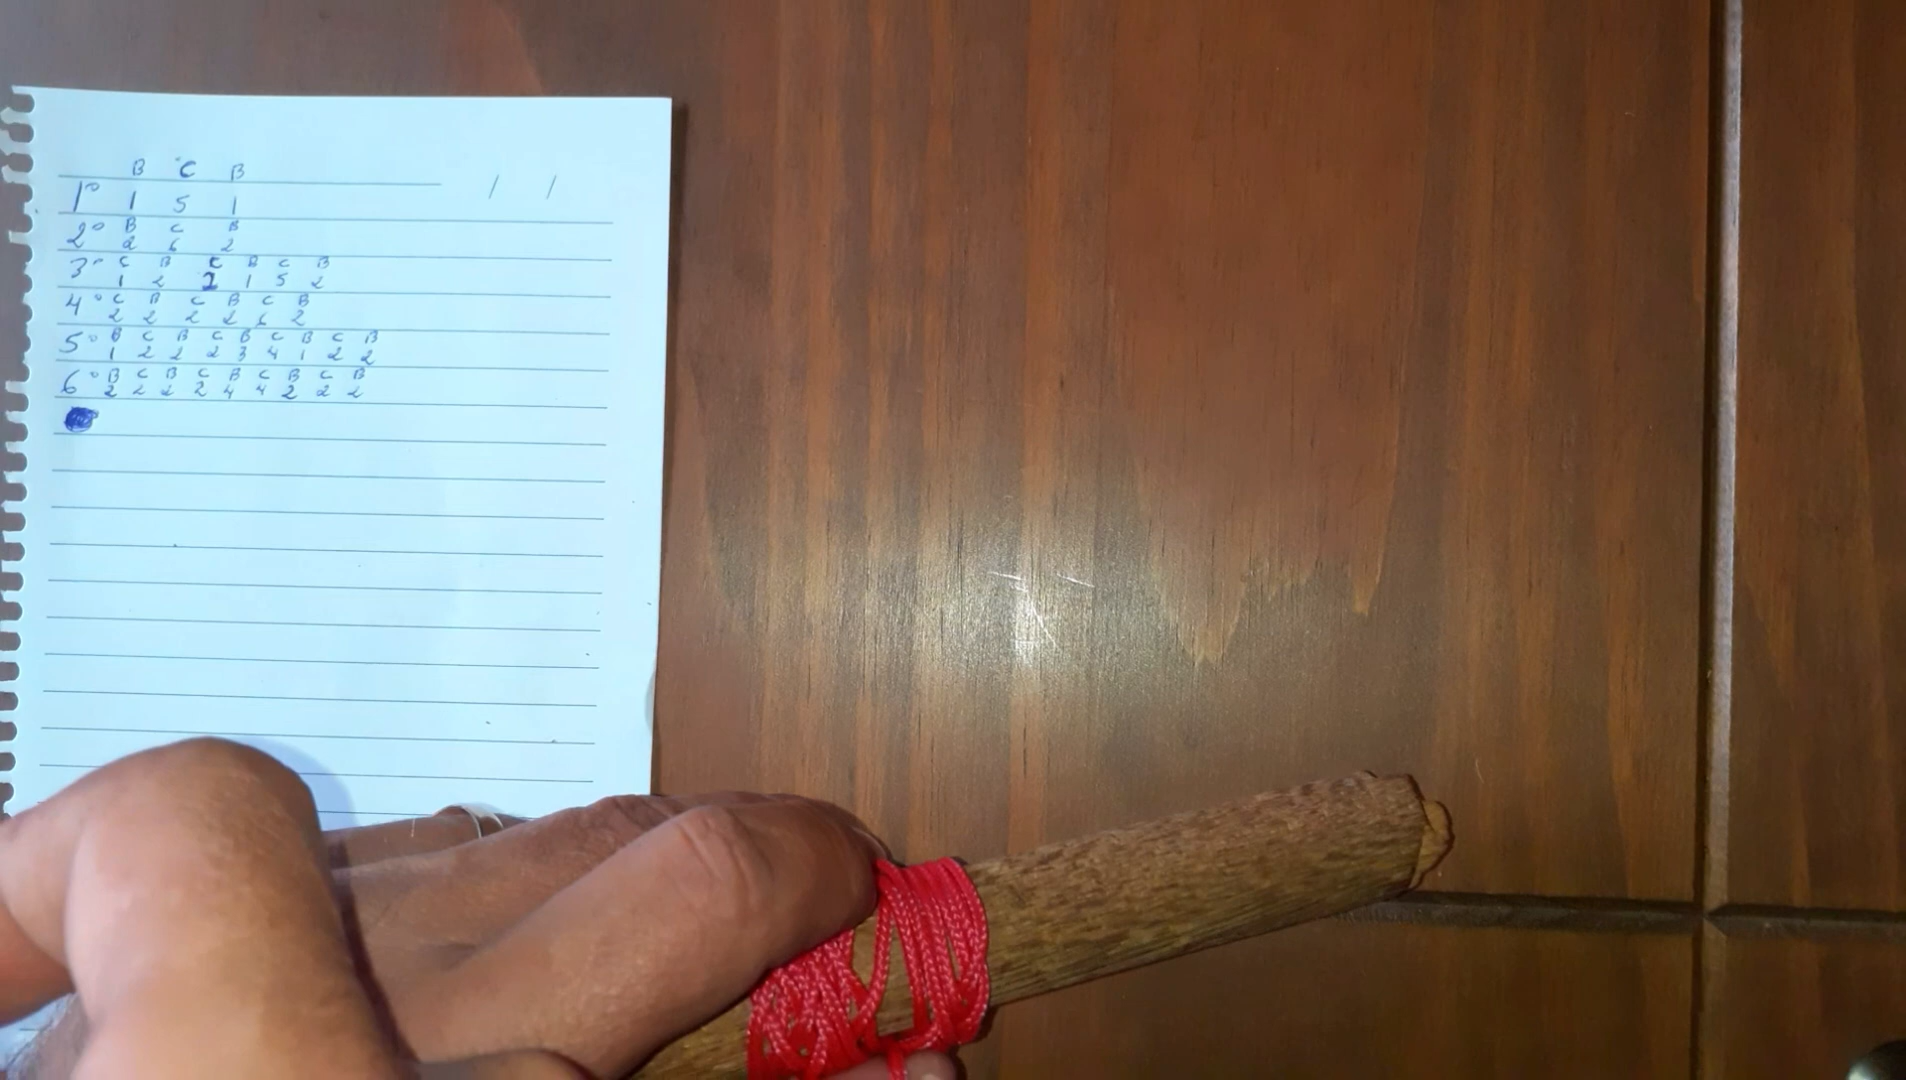 B C B
1° 1 5 1 / /
B C B
2° 2 6 2
C B C B C B
3° 1 2 1 1 5 2
C B C B C B
4° 2 2 2 2 6 2
B C B C B C B C B
5° 1 2 2 2 3 4 1 2 2
B C B C B C B C B
6° 2 2 2 2 4 4 2 2 2